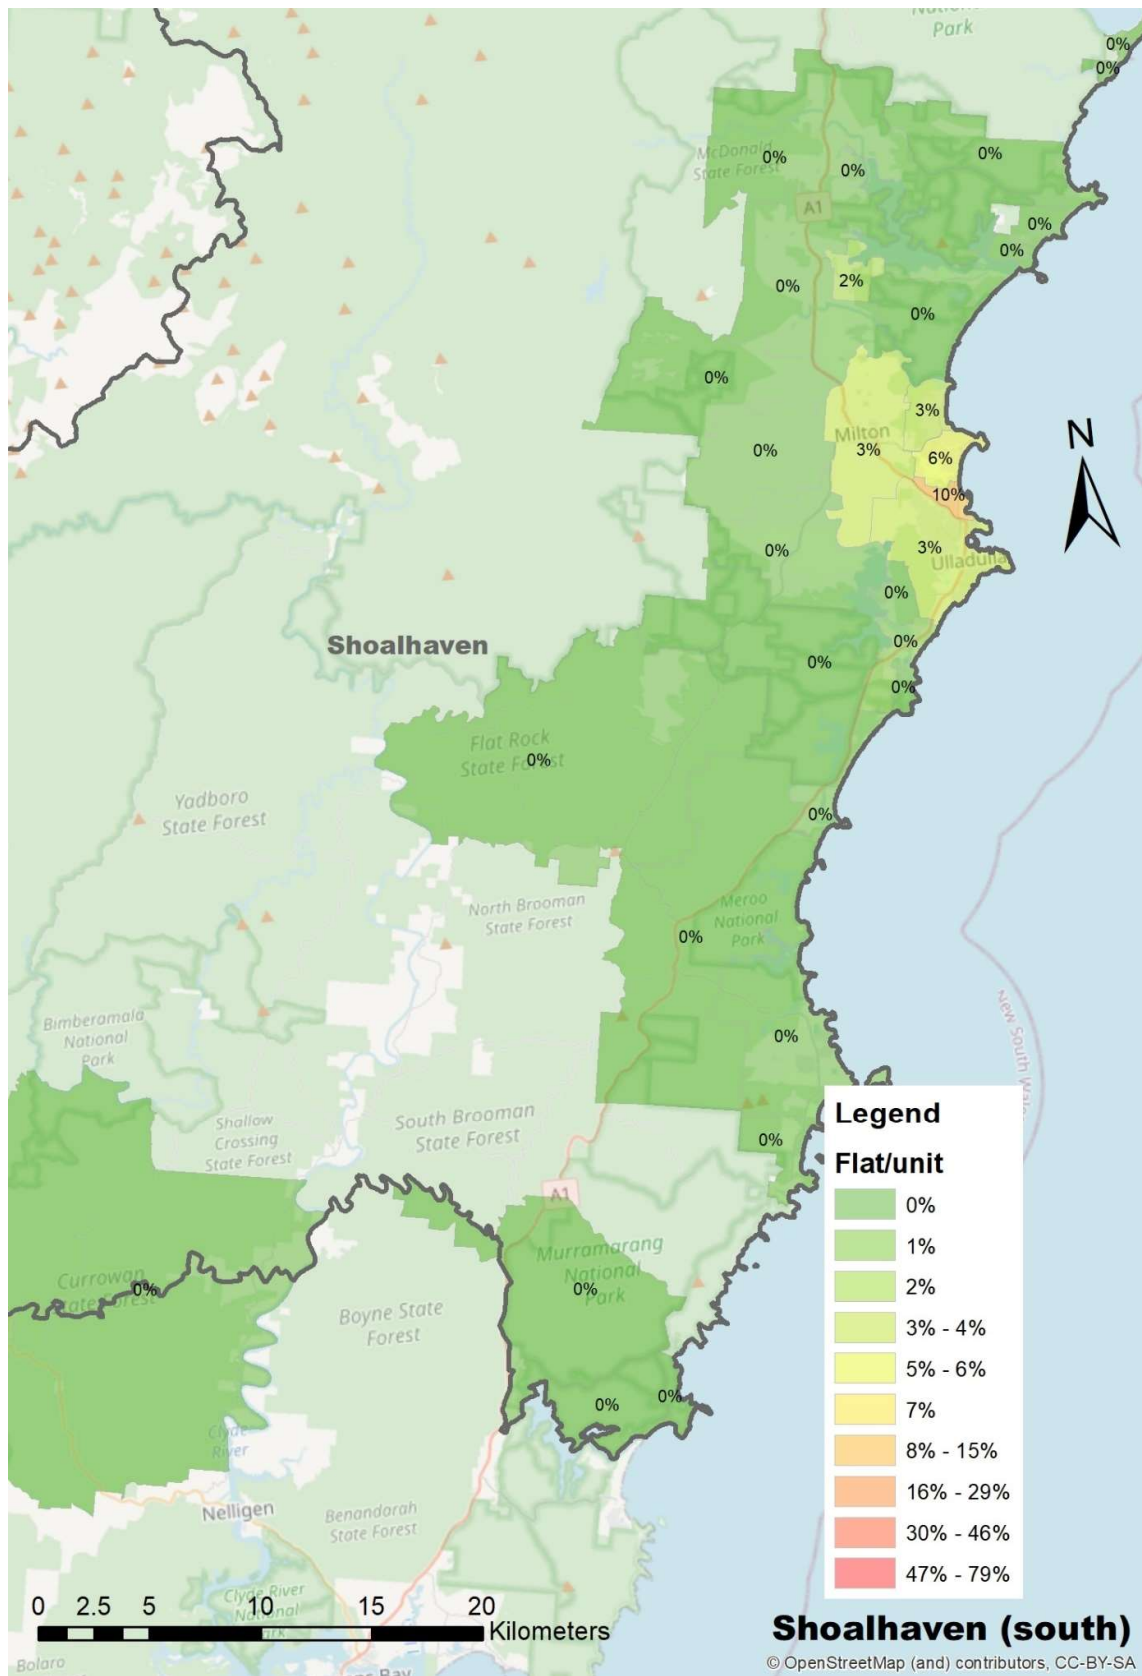 National
Park
0%
0%
McDonald
State Forest
0%
0%
0%
A1
0%
0%
2%
0%
0%
0%
3%
Milton
0%
3%
6%
10%
0%
3%
Ulladulla
0%
N
Shoalhaven
0%
0%
0%
Flat Rock
State Forest
0%
Yadboro
State Forest
0%
North Brooman
State Forest
Meroo
National
Park
0%
Bimberamala
National
Park
0%
New South Wales
Shallow
Crossing
State Forest
South Brooman
State Forest
0%
A1
Murramarang
National
Park
0%
Currowan
State Forest
0%
Boyne State
Forest
0%
0%
Clyde
River
Nelligen
Benandarah
State Forest
Clyde River
National
Park
Bolaro
Bay
Legend
Flat/unit
0%
1%
2%
3% - 4%
5% - 6%
7%
8% - 15%
16% - 29%
30% - 46%
47% - 79%
0 2.5 5 10 15 20
Kilometers
Shoalhaven (south)
© OpenStreetMap (and) contributors, CC-BY-SA